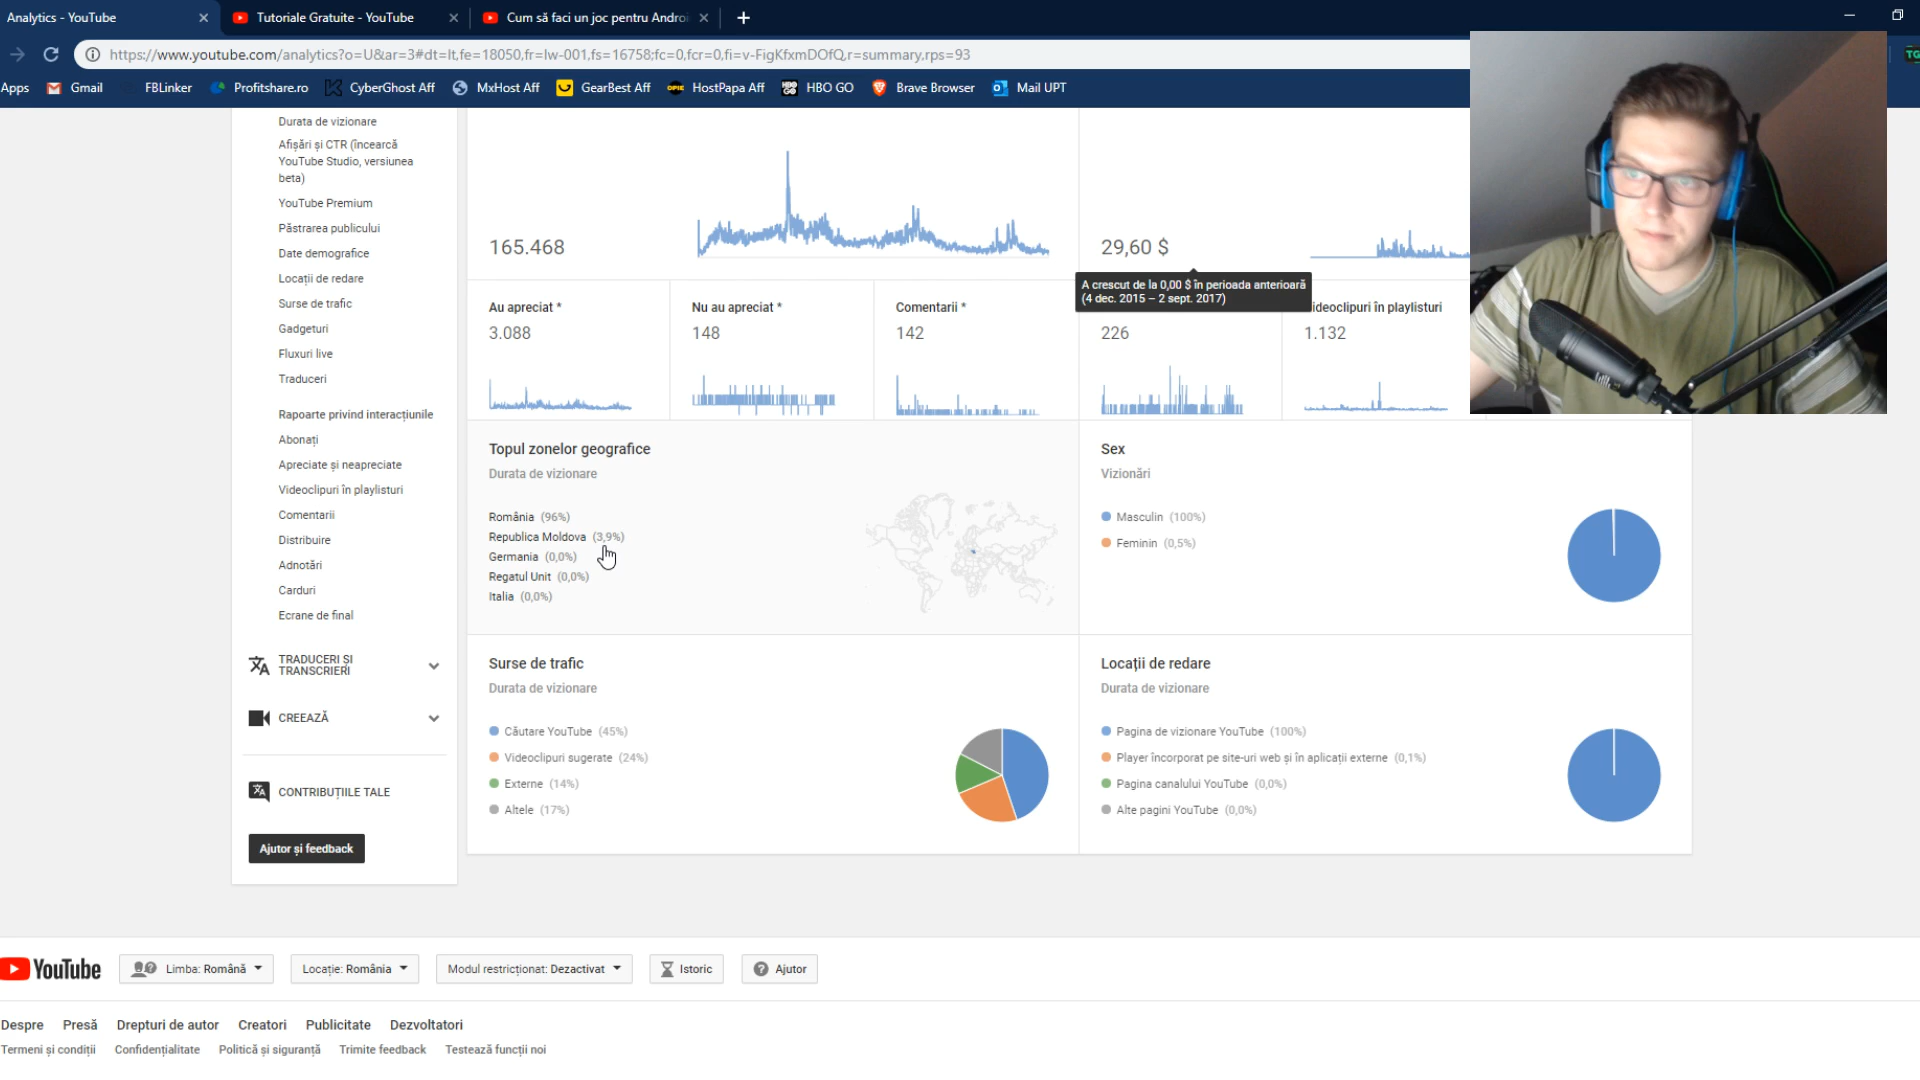 Analytics - YouTube
Tutoriale Gratuite - YouTube
Cum să faci un joc pentru Androi
https://www.youtube.com/analytics?o=U&ar=3#dt=lt,fe=18050,fr=lw-001,fs=16758;fc=0,fcr=0,fi=v-FigKfxmDOfQ,r=summary,rps=93
TG
Apps
Gmail
FBLinker
Profitshare.ro
CyberGhost Aff
MxHost Aff
GearBest Aff
HostPapa Aff
HBO GO
Brave Browser
Mail UPT
Durata de vizionare
Afișări și CTR (încearcă
YouTube Studio, versiunea
beta)
YouTube Premium
Păstrarea publicului
Date demografice
Locații de redare
Surse de trafic
Gadgeturi
Fluxuri live
Traduceri
Rapoarte privind interacțiunile
Abonați
Apreciate și neapreciate
Videoclipuri în playlisturi
Comentarii
Distribuire
Adnotări
Carduri
Ecrane de final
TRADUCERI ȘI
TRANSCRIERI
CREEAZĂ
CONTRIBUȚIILE TALE
Ajutor și feedback
165.468
29,60 $
A crescut de la 0,00 $ în perioada anterioară
(4 dec. 2015 – 2 sept. 2017)
Au apreciat *
3.088
Nu au apreciat *
148
Comentarii *
142
226
ideoclipuri în playlisturi
1.132
Topul zonelor geografice
Durata de vizionare
România (96%)
Republica Moldova (3,9%)
Germania (0,0%)
Regatul Unit (0,0%)
Italia (0,0%)
Sex
Vizionări
Masculin (100%)
Feminin (0,5%)
Surse de trafic
Durata de vizionare
Căutare YouTube (45%)
Videoclipuri sugerate (24%)
Externe (14%)
Altele (17%)
Locații de redare
Durata de vizionare
Pagina de vizionare YouTube (100%)
Player încorporat pe site-uri web și în aplicații externe (0,1%)
Pagina canalului YouTube (0,0%)
Alte pagini YouTube (0,0%)
YouTube
Limba: Română
Locație: România
Modul restricționat: Dezactivat
Istoric
Ajutor
Despre Presă Drepturi de autor Creatori Publicitate Dezvoltatori
Termeni și condiții Confidențialitate Politică și siguranță Trimite feedback Testează funcții noi